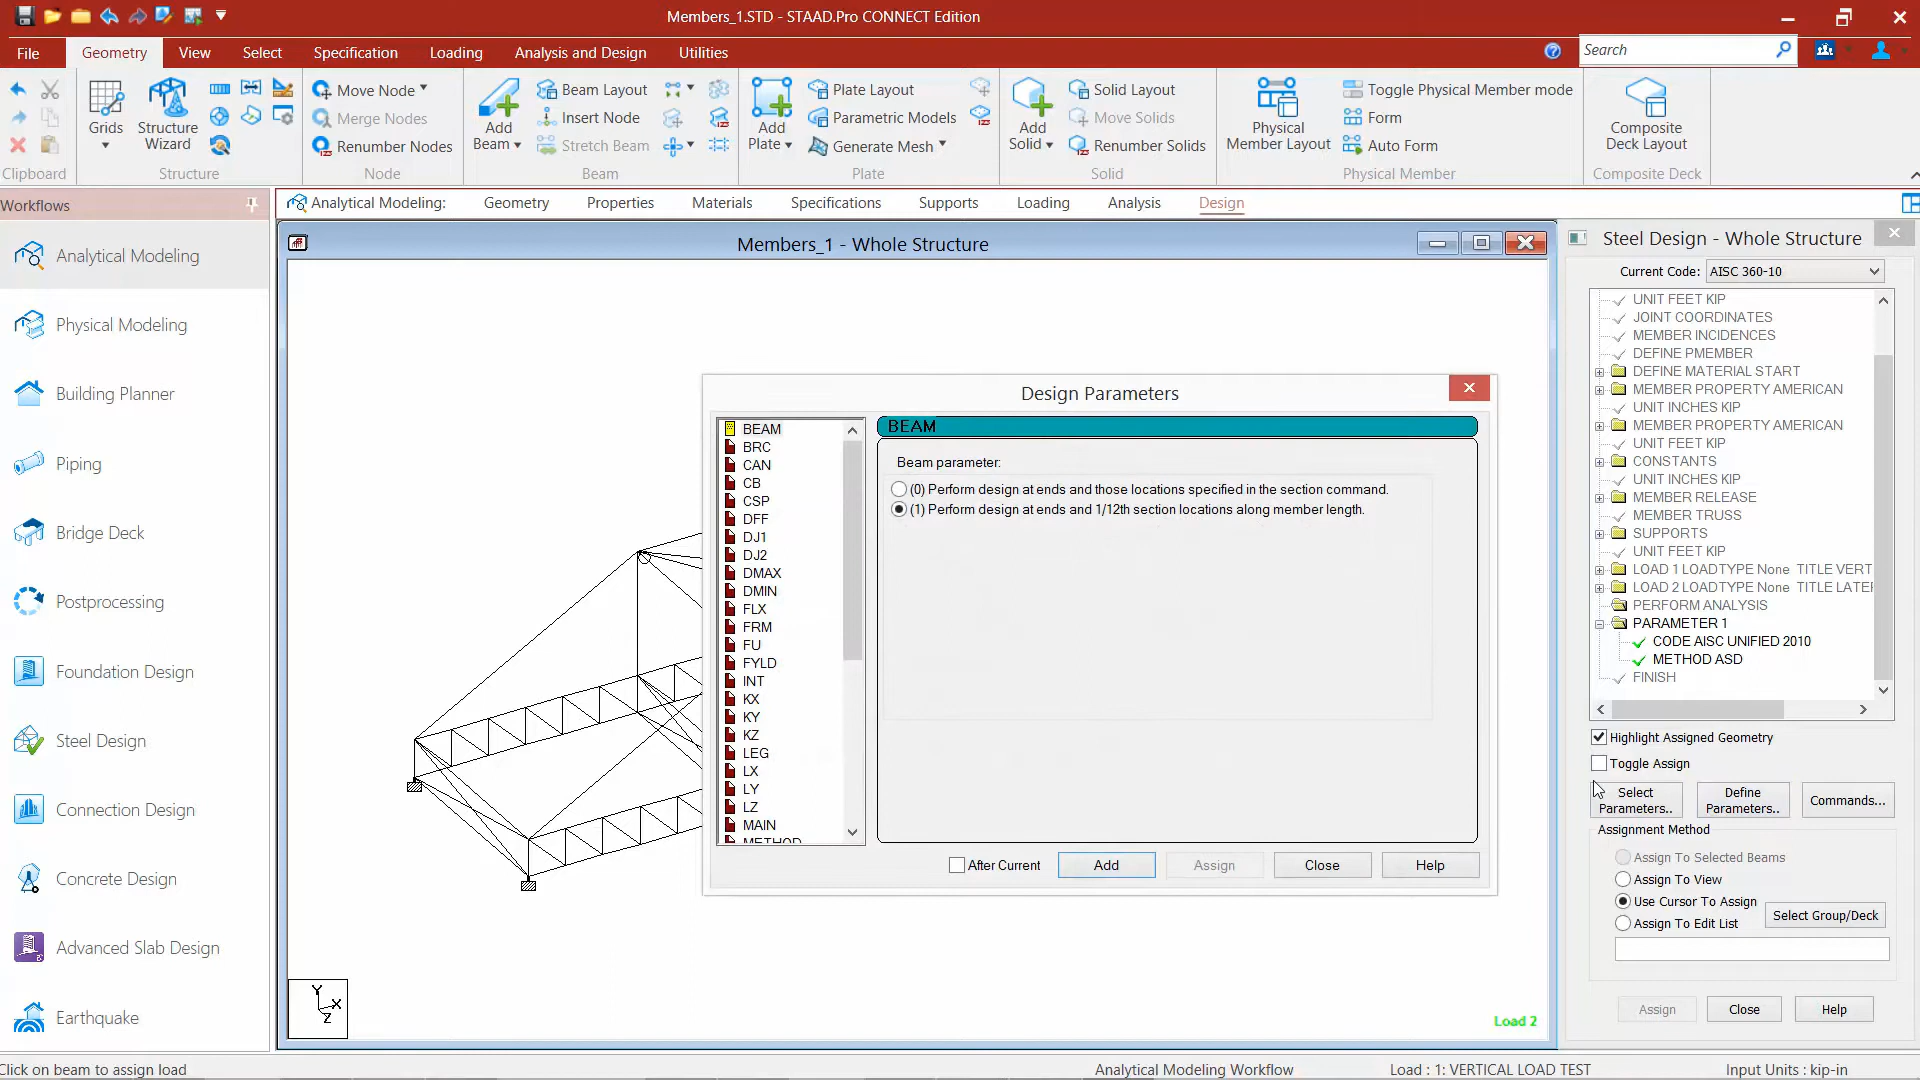 Members_1.STD - STAAD.Pro CONNECT Edition
File
Geometry
View
Select
Specification
Loading
Analysis and Design
Utilities
Search
Grids
Structure
Wizard
Move Node
Merge Nodes
Renumber Nodes
Add
Beam
Beam Layout
Insert Node
Stretch Beam
Add
Plate
Plate Layout
Parametric Models
Generate Mesh
Add
Solid
Solid Layout
Move Solids
Renumber Solids
Physical
Member Layout
Toggle Physical Member mode
Form
Auto Form
Composite
Deck Layout
Clipboard
Structure
Node
Beam
Plate
Solid
Physical Member
Composite Deck
Workflows
Analytical Modeling
Physical Modeling
Building Planner
Piping
Bridge Deck
Postprocessing
Foundation Design
Steel Design
Connection Design
Concrete Design
Advanced Slab Design
Earthquake
Analytical Modeling:
Geometry
Properties
Materials
Specifications
Supports
Loading
Analysis
Design
Members_1 - Whole Structure
Design Parameters
BEAM
BRC
CAN
CB
CSP
DFF
DJ1
DJ2
DMAX
DMIN
FLX
FRM
FU
FYLD
INT
KX
KY
KZ
LEG
LX
LY
LZ
MAIN
METHOD
BEAM
Beam parameter:
(0) Perform design at ends and those locations specified in the section command.
(1) Perform design at ends and 1/12th section locations along member length.
After Current
Add
Assign
Close
Help
Y
X
Z
Load 2
Steel Design - Whole Structure
Current Code:
AISC 360-10
UNIT FEET KIP
JOINT COORDINATES
MEMBER INCIDENCES
DEFINE PMEMBER
DEFINE MATERIAL START
MEMBER PROPERTY AMERICAN
UNIT INCHES KIP
MEMBER PROPERTY AMERICAN
UNIT FEET KIP
CONSTANTS
UNIT INCHES KIP
MEMBER RELEASE
MEMBER TRUSS
SUPPORTS
UNIT FEET KIP
LOAD 1 LOADTYPE None TITLE VERT
LOAD 2 LOADTYPE None TITLE LATE
PERFORM ANALYSIS
PARAMETER 1
CODE AISC UNIFIED 2010
METHOD ASD
FINISH
Highlight Assigned Geometry
Toggle Assign
Select
Parameters..
Define
Parameters..
Commands...
Assignment Method
Assign To Selected Beams
Assign To View
Use Cursor To Assign
Assign To Edit List
Select Group/Deck
Assign
Close
Help
Click on beam to assign load
Analytical Modeling Workflow
Load : 1: VERTICAL LOAD TEST
Input Units : kip-in